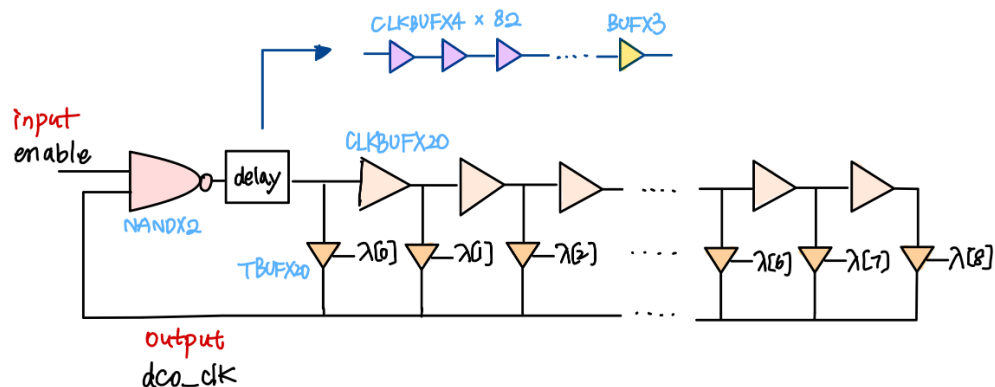 CLKBUFX4 × 82
BUFX3
input
enable
NANDX2
delay
CLKBUFX20
TBUFX20
λ[0]
λ[1]
λ[2]
λ[6]
λ[7]
λ[8]
output
dco_clk